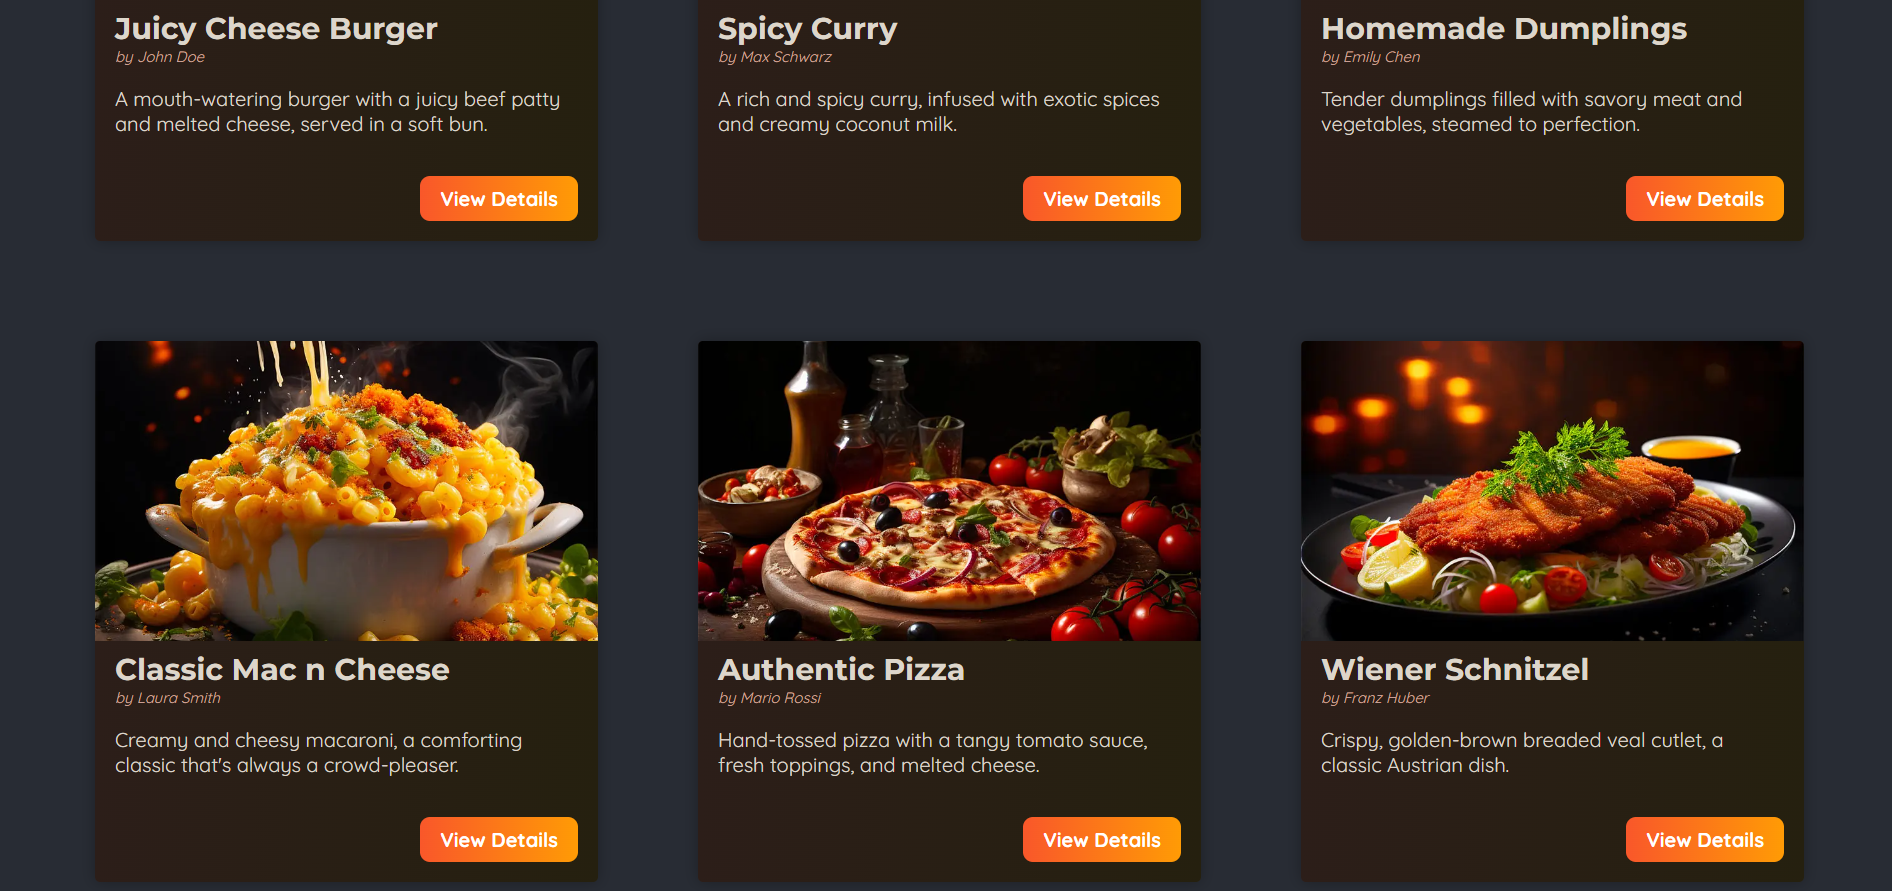 Juicy Cheese Burger
by John Doe
A mouth-watering burger with a juicy beef patty
and melted cheese, served in a soft bun.
View Details
Spicy Curry
by Max Schwarz
A rich and spicy curry, infused with exotic spices
and creamy coconut milk.
View Details
Homemade Dumplings
by Emily Chen
Tender dumplings filled with savory meat and
vegetables, steamed to perfection.
View Details
Classic Mac n Cheese
by Laura Smith
Creamy and cheesy macaroni, a comforting
classic that's always a crowd-pleaser.
View Details
Authentic Pizza
by Mario Rossi
Hand-tossed pizza with a tangy tomato sauce,
fresh toppings, and melted cheese.
View Details
Wiener Schnitzel
by Franz Huber
Crispy, golden-brown breaded veal cutlet, a
classic Austrian dish.
View Details